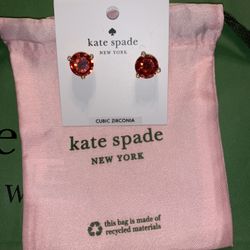 kate spade
NEW YORK
CUBIC ZIRCONIA
kate spade
NEW YORK
this bag is made of
recycled materials